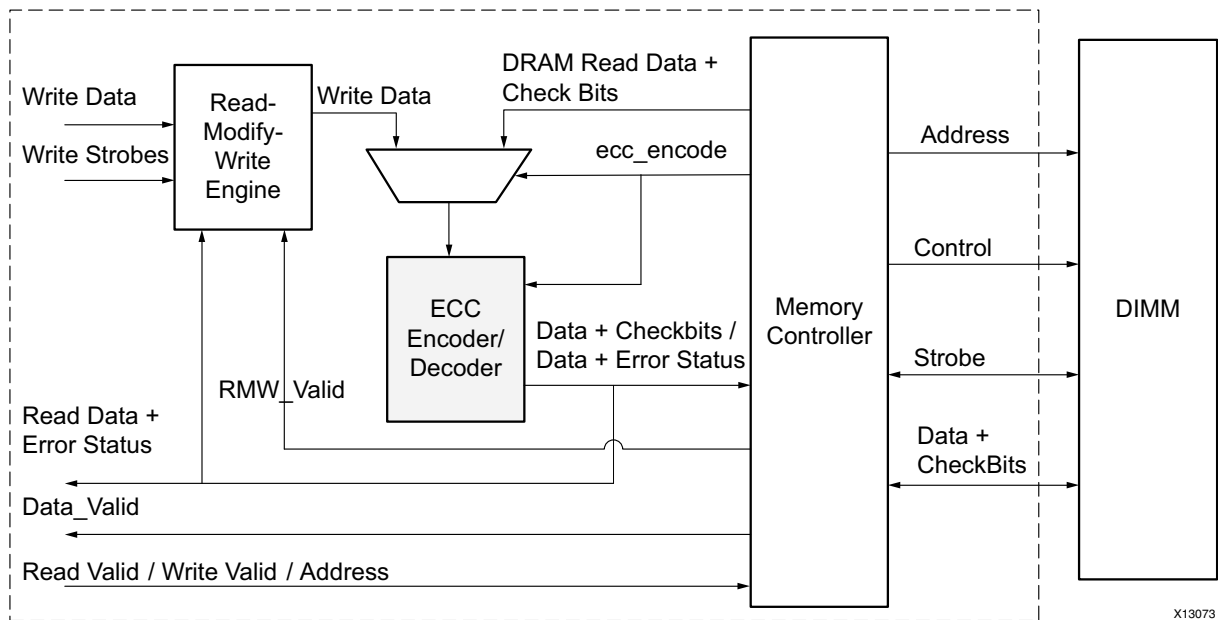 Write Data
Write Strobes
Read-
Modify-
Write
Engine
Write Data
DRAM Read Data +
Check Bits
ecc_encode
ECC
Encoder/
Decoder
Data + Checkbits /
Data + Error Status
RMW_Valid
Read Data +
Error Status
Data_Valid
Read Valid / Write Valid / Address
Memory
Controller
Address
Control
Strobe
Data +
CheckBits
DIMM
X13073